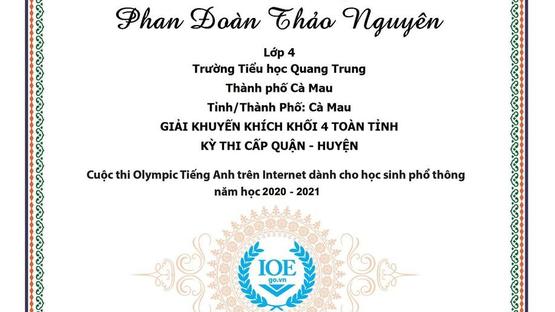 Phan Đoàn Thảo Nguyên
Lớp 4
Trường Tiểu học Quang Trung
Thành phố Cà Mau
Tỉnh/Thành Phố: Cà Mau
GIẢI KHUYẾN KHÍCH KHỐI 4 TOÀN TỈNH
KỲ THI CẤP QUẬN - HUYỆN
Cuộc thi Olympic Tiếng Anh trên Internet dành cho học sinh phổ thông
năm học 2020 - 2021
IOE
go.vn